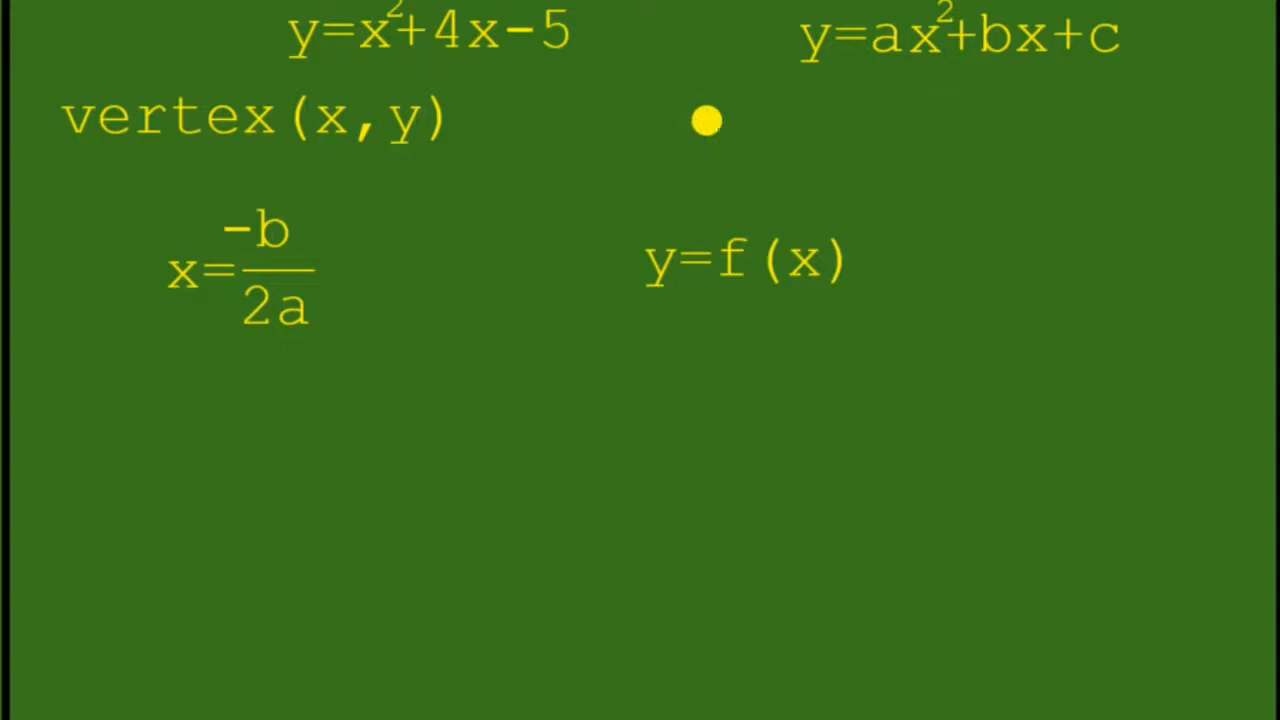 y=x²+4x-5 y=ax²+bx+c
vertex(x,y)
x=-b/2a y=f(x)